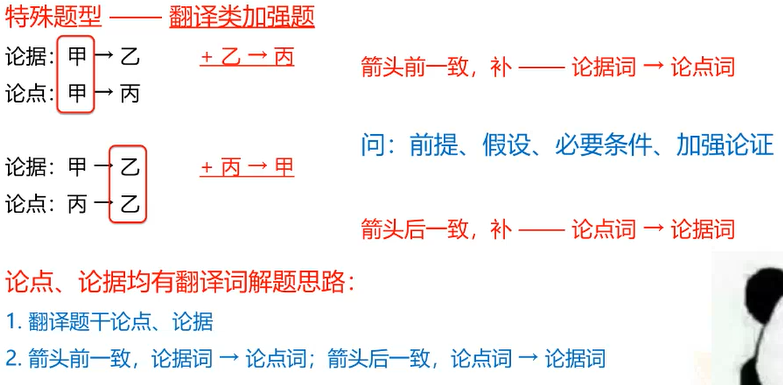 特殊题型 —— 翻译类加强题
论据：甲 → 乙 + 乙 → 丙
论点：甲 → 丙
箭头前一致，补 —— 论据词 → 论点词
问：前提、假设、必要条件、加强论证
论据：甲 → 乙 + 丙 → 甲
论点：丙 → 乙
箭头后一致，补 —— 论点词 → 论据词
论点、论据均有翻译词解题思路：
1. 翻译题干论点、论据
2. 箭头前一致，论据词 → 论点词；箭头后一致，论点词 → 论据词